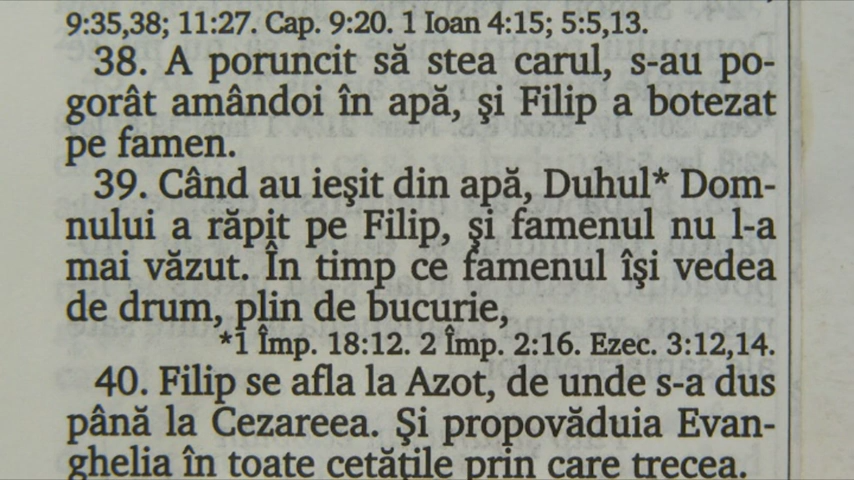 9:35,38; 11:27. Cap. 9:20. 1 Ioan 4:15; 5:5,13.
38. A poruncit să stea carul, s-au po-
gorât amândoi în apă, şi Filip a botezat
pe famen.
39. Când au ieşit din apă, Duhul* Dom-
nului a răpit pe Filip, şi famenul nu l-a
mai văzut. În timp ce famenul îşi vedea
de drum, plin de bucurie,
*1 Împ. 18:12. 2 Împ. 2:16. Ezec. 3:12,14.
40. Filip se afla la Azot, de unde s-a dus
până la Cezareea. Şi propovăduia Evan-
ghelia în toate cetăţile prin care trecea.